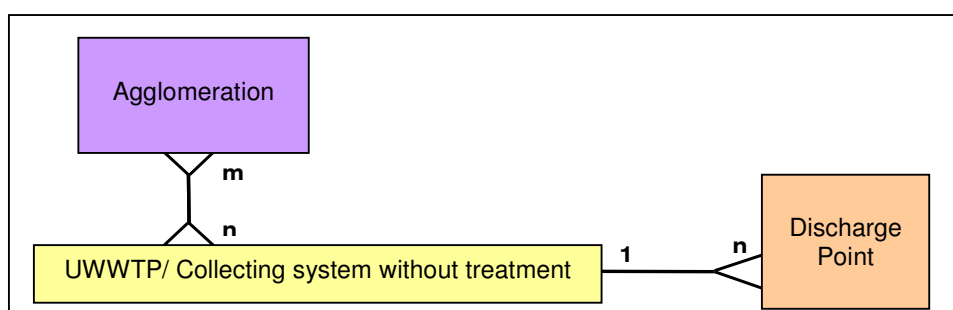 Agglomeration
m
n
UWWTP/ Collecting system without treatment
1
n
Discharge
Point